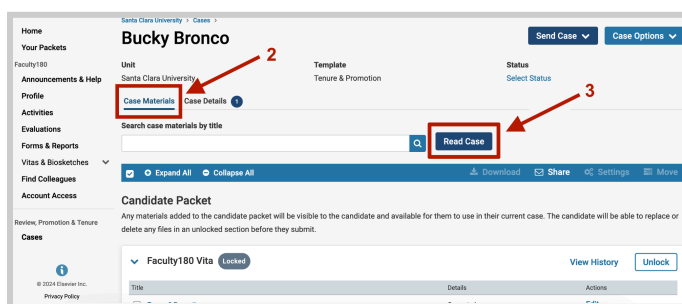 Home
Your Packets
Faculty180
Announcements & Help
Profile
Activities
Evaluations
Forms & Reports
Vitas & Biosketches
Find Colleagues
Account Access
Review, Promotion & Tenure
Cases
© 2024 Elsevier Inc.
Privacy Policy
Santa Clara University > Cases >
Bucky Bronco
Send Case
Case Options
2
Unit
Template
Status
Santa Clara University
Tenure & Promotion
Select Status
Case Materials
Case Details 1
3
Search case materials by title
Read Case
Expand All
Collapse All
Download
Share
Settings
Move
Candidate Packet
Any materials added to the candidate packet will be visible to the candidate and available for them to use in their current case. The candidate will be able to replace or
delete any files in an unlocked section before they submit.
Faculty180 Vita Locked
View History
Unlock
Title
Details
Actions